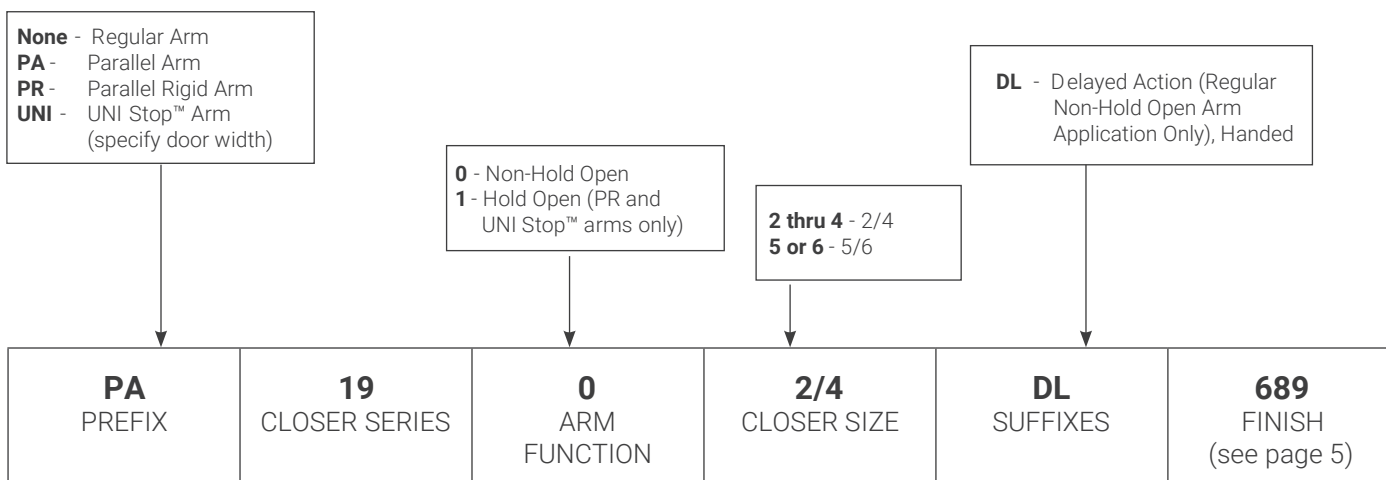 None - Regular Arm
PA - Parallel Arm
PR - Parallel Rigid Arm
UNI - UNI Stop™ Arm
(specify door width)
0 - Non-Hold Open
1 - Hold Open (PR and
UNI Stop™ arms only)
2 thru 4 - 2/4
5 or 6 - 5/6
DL - Delayed Action (Regular
Non-Hold Open Arm
Application Only), Handed
PA
PREFIX
19
CLOSER SERIES
0
ARM
FUNCTION
2/4
CLOSER SIZE
DL
SUFFIXES
689
FINISH
(see page 5)